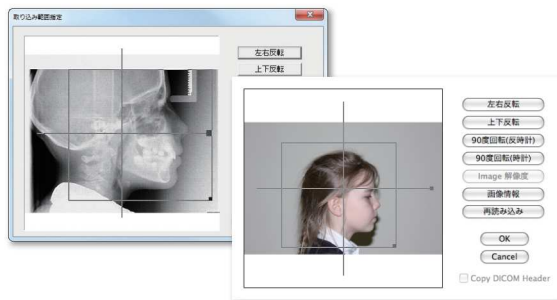 取り込み範囲指定
左右反転
上下反転
左右反転
上下反転
90度回転(反時計)
90度回転(時計)
Image 解像度
画像情報
再読み込み
OK
Cancel
Copy DICOM Header